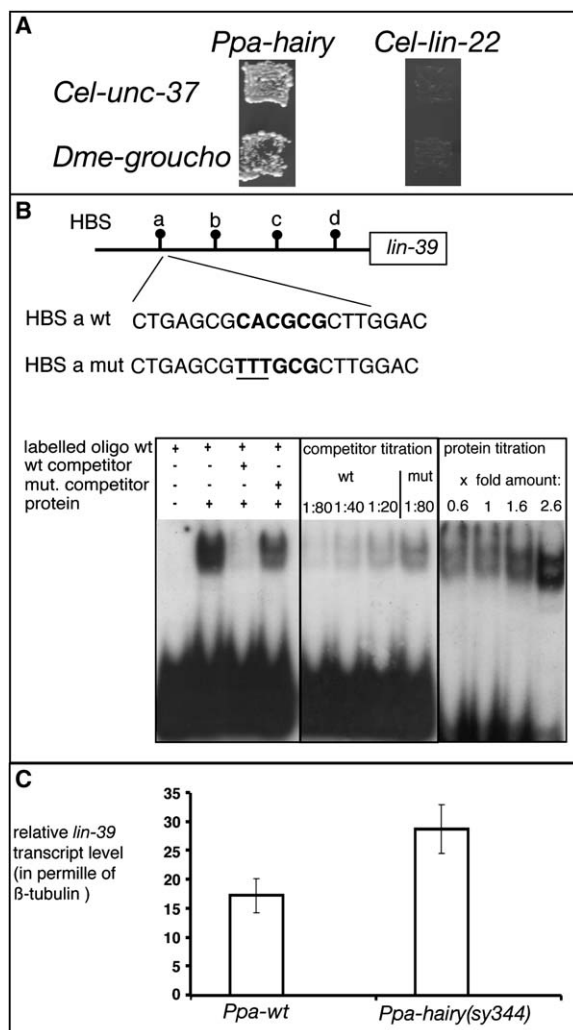 A
Ppa-hairy Cel-lin-22
Cel-unc-37
Dme-groucho
B
HBS a b c d
lin-39
HBS a wt CTGAGCGCACGCGCTTGGAC
HBS a mut CTGAGCGTTTGCGCTTGGAC
labelled oligo wt + + + +
wt competitor - - + -
mut. competitor - - - +
protein - + + +
competitor titration
wt mut
1:80 1:40 1:20 1:80
protein titration
x fold amount:
0.6 1 1.6 2.6
C
relative lin-39
transcript level
(in permille of
ß-tubulin )
35
30
25
20
15
10
5
0
Ppa-wt Ppa-hairy(sy344)